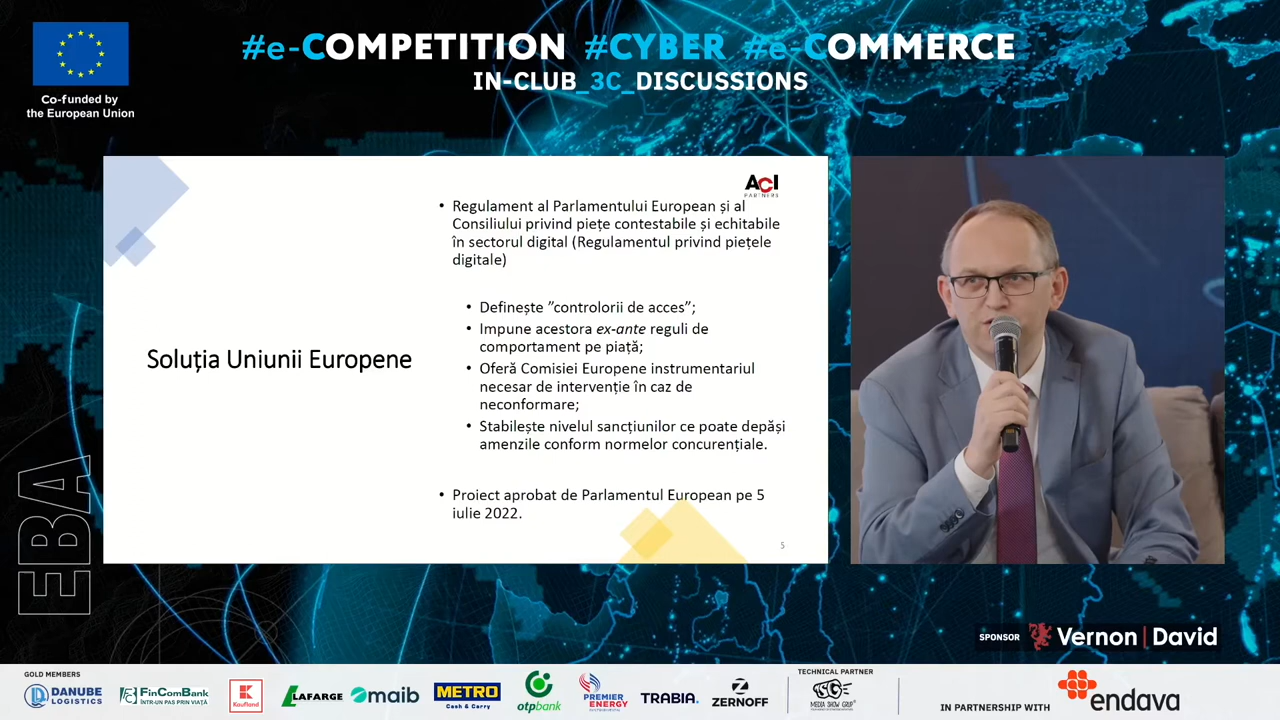 #e-COMPETITION #CYBER #e-COMMERCE
IN-CLUB_3C_DISCUSSIONS
Co-funded by
the European Union
ACI
PARTNERS
Soluția Uniunii Europene
• Regulament al Parlamentului European și al
Consiliului privind piețe contestabile și echitabile
în sectorul digital (Regulamentul privind piețele
digitale)
• Definește ”controlorii de acces”;
• Impune acestora ex-ante reguli de
comportament pe piață;
• Oferă Comisiei Europene instrumentariul
necesar de intervenție în caz de
neconformare;
• Stabilește nivelul sancțiunilor ce poate depăși
amenzile conform normelor concurențiale.
• Proiect aprobat de Parlamentul European pe 5
iulie 2022.
5
EBA
SPONSOR
Vernon|David
GOLD MEMBERS
DANUBE
LOGISTICS
FinComBank
ÎNTR-UN PAS PRIN VIAȚĂ
K
Kaufland
LAFARGE
maib
METRO
Cash & Carry
otpbank
PREMIER
ENERGY
TRABIA
ZERNOFF
TECHNICAL PARTNER
MEDIA SHOW GRUP
IN PARTNERSHIP WITH
endava